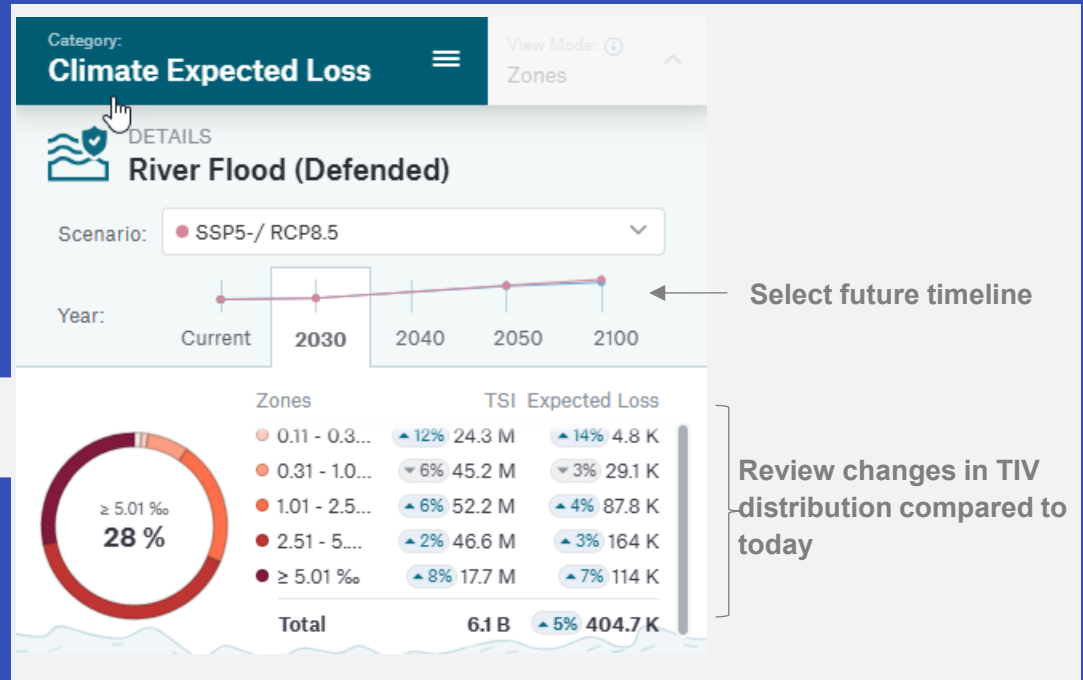 Category:
Climate Expected Loss
View Mode:
Zones
DETAILS
River Flood (Defended)
Scenario: SSP5-/ RCP8.5
Year:
Current 2030 2040 2050 2100
Select future timeline
Zones TSI Expected Loss
0.11 - 0.3... 12% 24.3 M 14% 4.8 K
0.31 - 1.0... 6% 45.2 M 3% 29.1 K
1.01 - 2.5... 6% 52.2 M 4% 87.8 K
2.51 - 5.... 2% 46.6 M 3% 164 K
≥ 5.01 ‰ 8% 17.7 M 7% 114 K
Total 6.1 B 5% 404.7 K
≥ 5.01 ‰
28 %
Review changes in TIV
distribution compared to
today